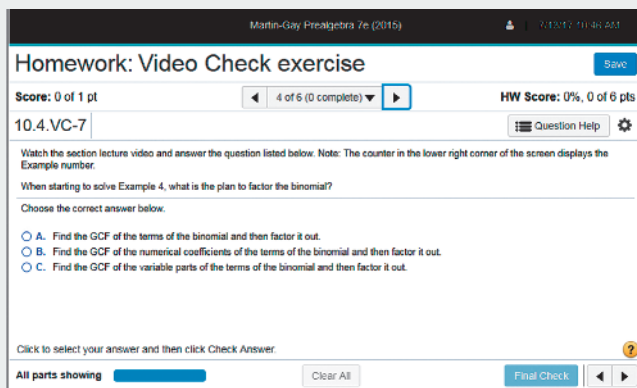 Martin-Gay Prealgebra 7e (2015)
7/13/17 10:46 AM
Homework: Video Check exercise
Save
Score: 0 of 1 pt
4 of 6 (0 complete)
HW Score: 0%, 0 of 6 pts
10.4.VC-7
Question Help
Watch the section lecture video and answer the question listed below. Note: The counter in the lower right corner of the screen displays the
Example number.
When starting to solve Example 4, what is the plan to factor the binomial?
Choose the correct answer below.
A. Find the GCF of the terms of the binomial and then factor it out.
B. Find the GCF of the numerical coefficients of the terms of the binomial and then factor it out.
C. Find the GCF of the variable parts of the terms of the binomial and then factor it out.
Click to select your answer and then click Check Answer.
?
All parts showing
Clear All
Final Check